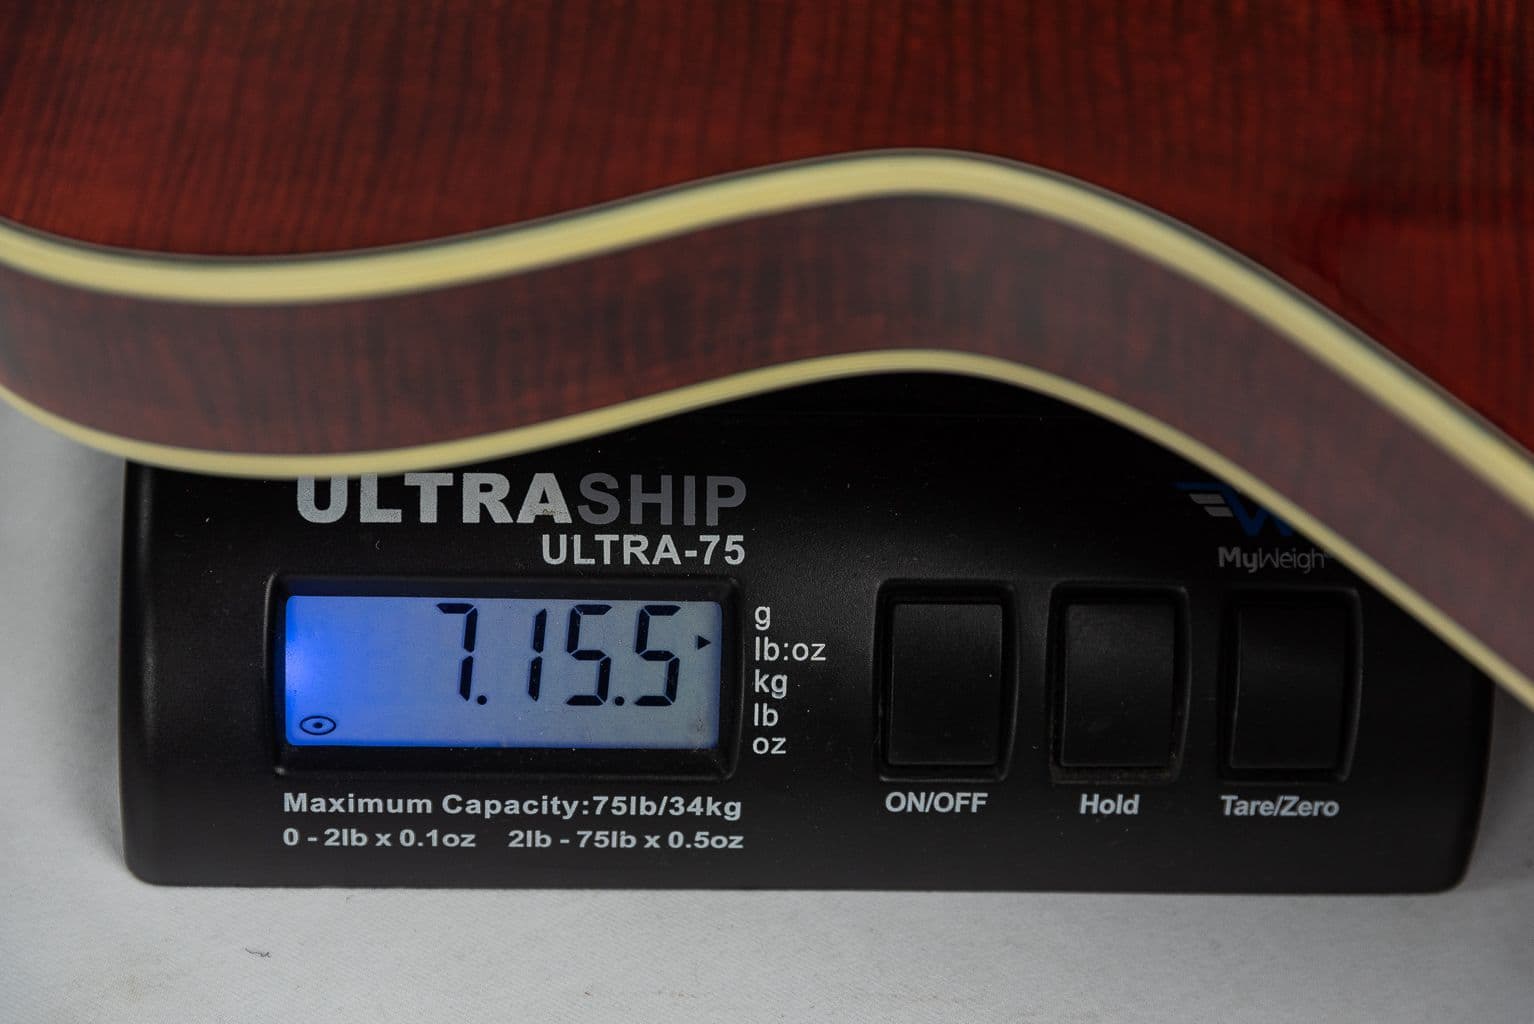 ULTRASHIP
ULTRA-75
MyWeigh
7.15.5
g
lb:oz
kg
lb
oz
ON/OFF
Hold
Tare/Zero
Maximum Capacity:75lb/34kg
0 - 2lb x 0.1oz 2lb - 75lb x 0.5oz